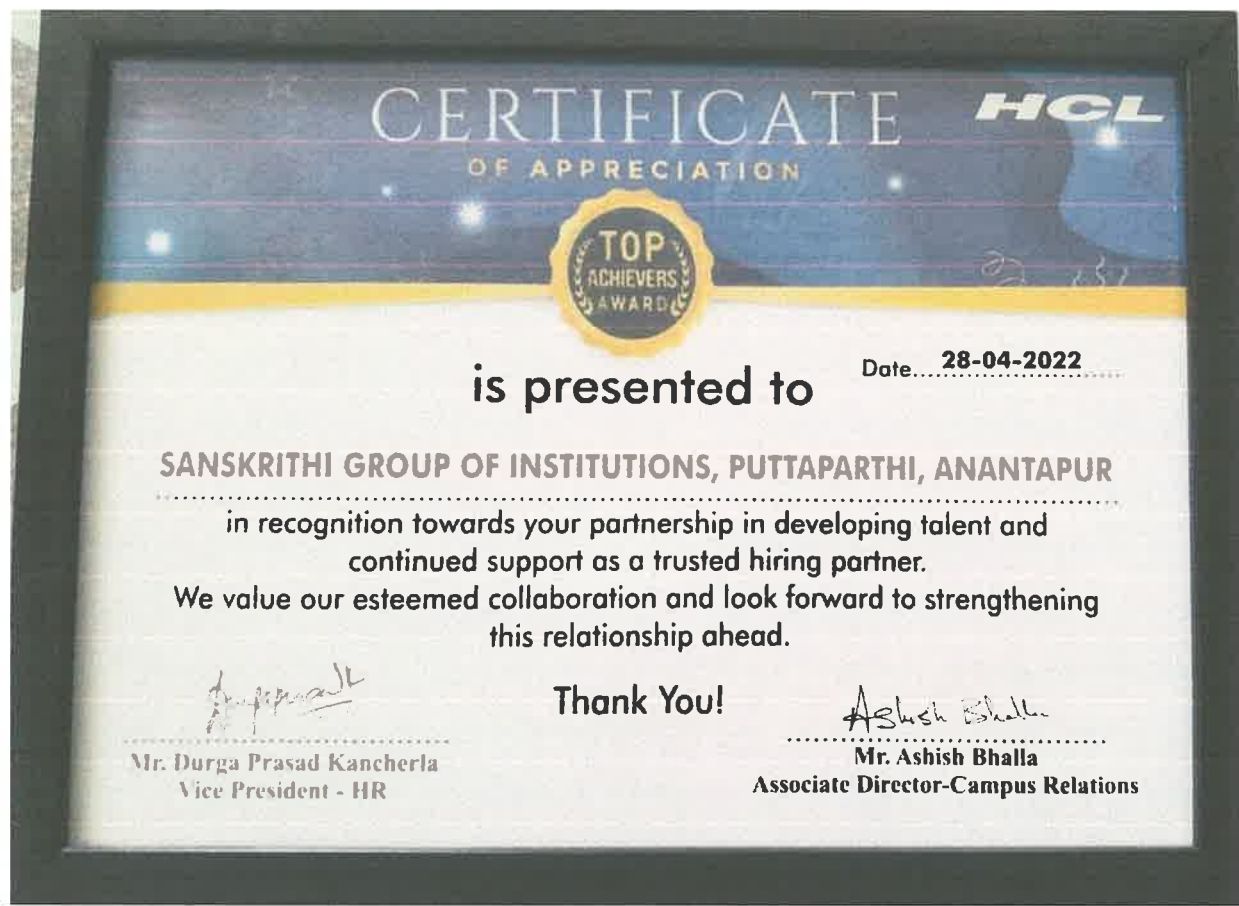 CERTIFICATE
HCL
OF APPRECIATION
TOP
ACHIEVERS
AWARD
Date....28-04-2022......
is presented to
SANSKRITHI GROUP OF INSTITUTIONS, PUTTAPARTHI, ANANTAPUR
in recognition towards your partnership in developing talent and
continued support as a trusted hiring partner.
We value our esteemed collaboration and look forward to strengthening
this relationship ahead.
Thank You!
Ashish Bhalla
Mr. Durga Prasad Kancherla
Vice President - HR
Mr. Ashish Bhalla
Associate Director-Campus Relations